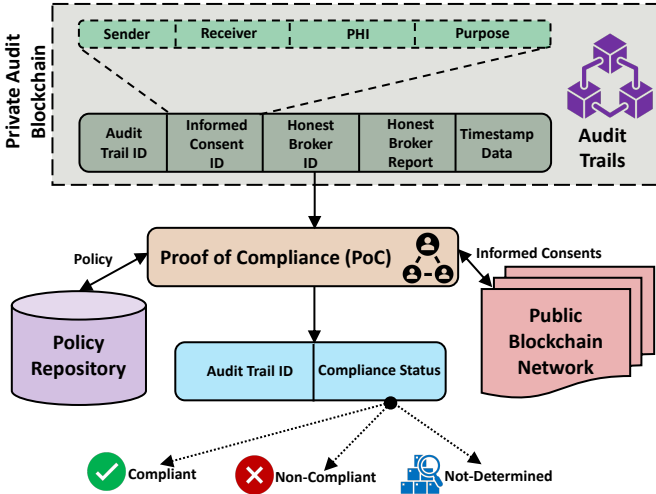 Private Audit
Blockchain
Sender Receiver PHI Purpose
Audit
Trail ID
Informed
Consent
ID
Honest
Broker
ID
Honest
Broker
Report
Timestamp
Data
Audit
Trails
Proof of Compliance (PoC)
Policy
Informed Consents
Policy
Repository
Public
Blockchain
Network
Audit Trail ID Compliance Status
Compliant Non-Compliant Not-Determined